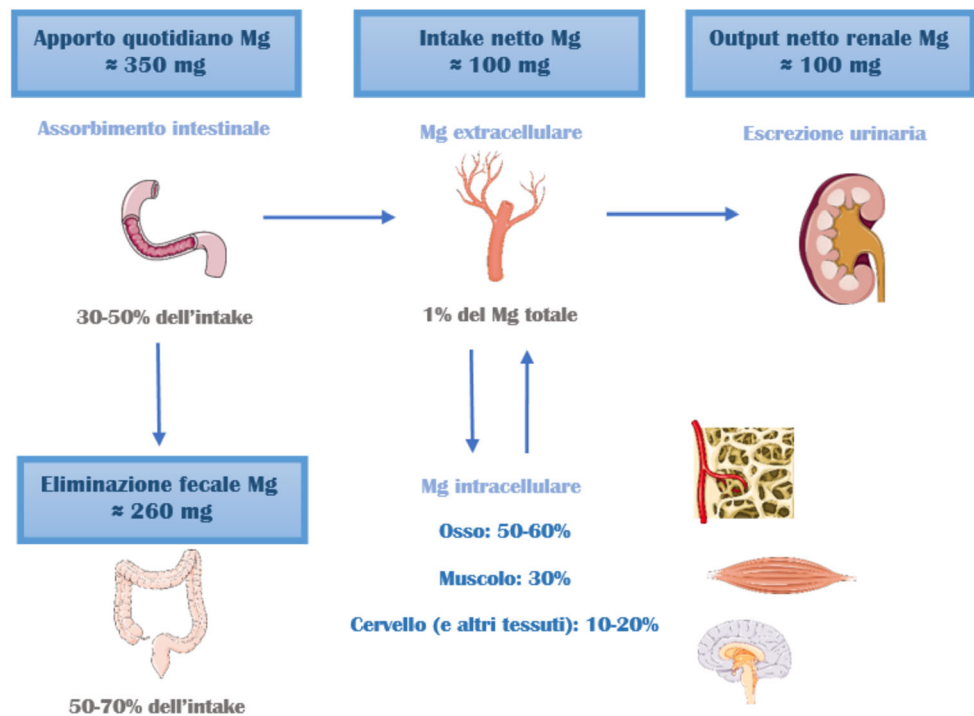 Apporto quotidiano Mg
≈ 350 mg
Intake netto Mg
≈ 100 mg
Output netto renale Mg
≈ 100 mg
Assorbimento intestinale
Mg extracellulare
Escrezione urinaria
30-50% dell'intake
1% del Mg totale
Eliminazione fecale Mg
≈ 260 mg
Mg intracellulare
Osso: 50-60%
Muscolo: 30%
Cervello (e altri tessuti): 10-20%
50-70% dell'intake